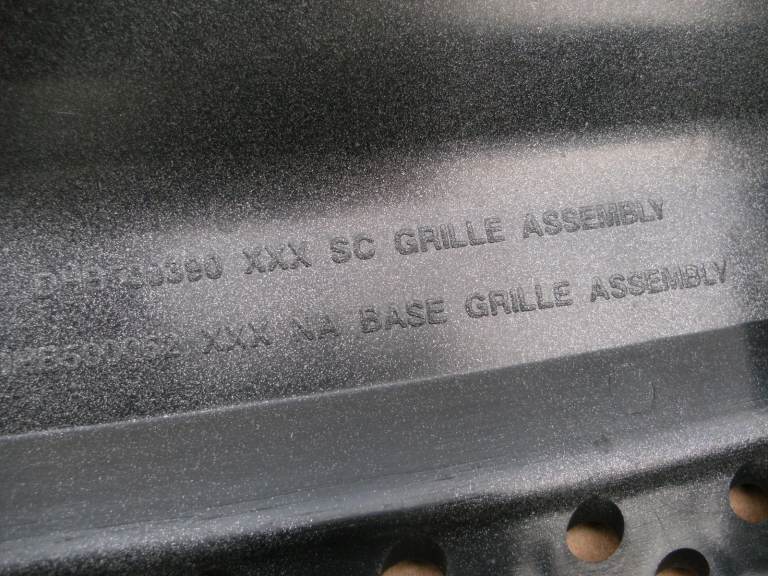 XXX SC GRILLE ASSEMBLY
XXX NA BASE GRILLE ASSEMBLY